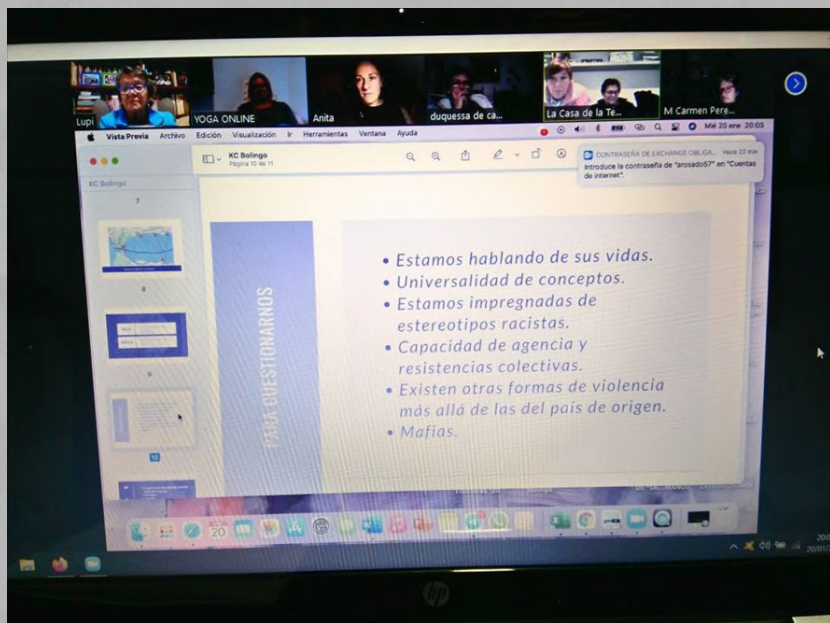 Lupi
YOGA ONLINE
Anita
duquessa de ca...
La Casa de la Te...
M Carmen Pere...
Vista Previa Archivo Edición Visualización Ir Herramientas Ventana Ayuda
Mié 20 ene 20:03
KC Bolingo
Página 10 de 11
CONTRASEÑA DE EXCHANGE OBLIGA...
Introduce la contraseña de "arosado57" en "Cuentas
de internet".
KC Bolingo
7
8
9
10
PARA CUESTIONARNOS
• Estamos hablando de sus vidas.
• Universalidad de conceptos.
• Estamos impregnadas de
estereotipos racistas.
• Capacidad de agencia y
resistencias colectivas.
• Existen otras formas de violencia
más allá de las del país de origen.
• Mafias.
20
hp